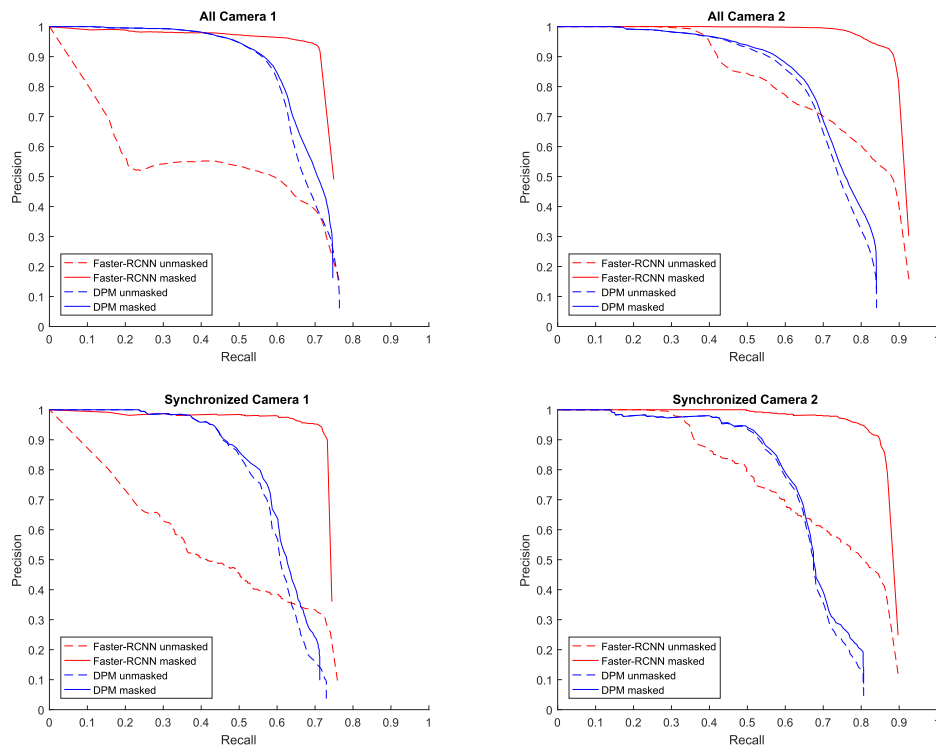 All Camera 1
1
0.9
0.8
0.7
0.6
0.5
0.4
0.3
0.2
0.1
0
Precision
Faster-RCNN unmasked
Faster-RCNN masked
DPM unmasked
DPM masked
0 0.1 0.2 0.3 0.4 0.5 0.6 0.7 0.8 0.9 1
Recall
All Camera 2
1
0.9
0.8
0.7
0.6
0.5
0.4
0.3
0.2
0.1
0
Precision
Faster-RCNN unmasked
Faster-RCNN masked
DPM unmasked
DPM masked
0 0.1 0.2 0.3 0.4 0.5 0.6 0.7 0.8 0.9 1
Recall
Synchronized Camera 1
1
0.9
0.8
0.7
0.6
0.5
0.4
0.3
0.2
0.1
0
Precision
Faster-RCNN unmasked
Faster-RCNN masked
DPM unmasked
DPM masked
0 0.1 0.2 0.3 0.4 0.5 0.6 0.7 0.8 0.9 1
Recall
Synchronized Camera 2
1
0.9
0.8
0.7
0.6
0.5
0.4
0.3
0.2
0.1
0
Precision
Faster-RCNN unmasked
Faster-RCNN masked
DPM unmasked
DPM masked
0 0.1 0.2 0.3 0.4 0.5 0.6 0.7 0.8 0.9 1
Recall